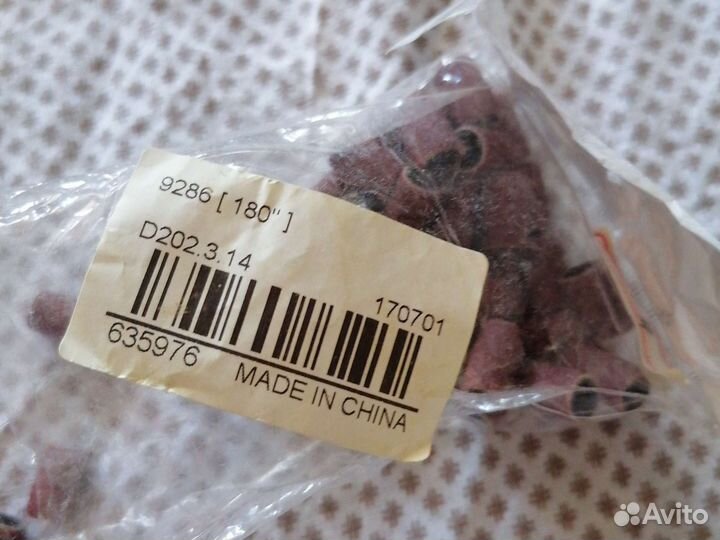 9286 [ 180" ]
D202.3.14
170701
635976
MADE IN CHINA
Avito